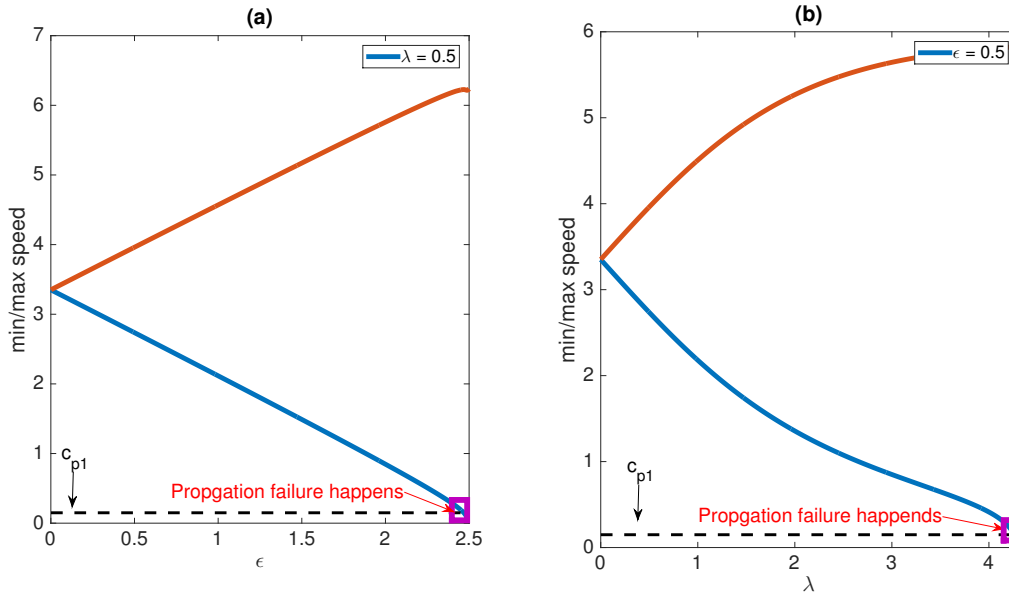 (a)
7
6
5
4
3
2
1
0
min/max speed
λ = 0.5
c_p1
Propgation failure happens
0
0.5
1
1.5
2
2.5
ϵ
(b)
6
5
4
3
2
1
0
min/max speed
ϵ = 0.5
c_p1
Propgation failure happends
0
1
2
3
4
λ